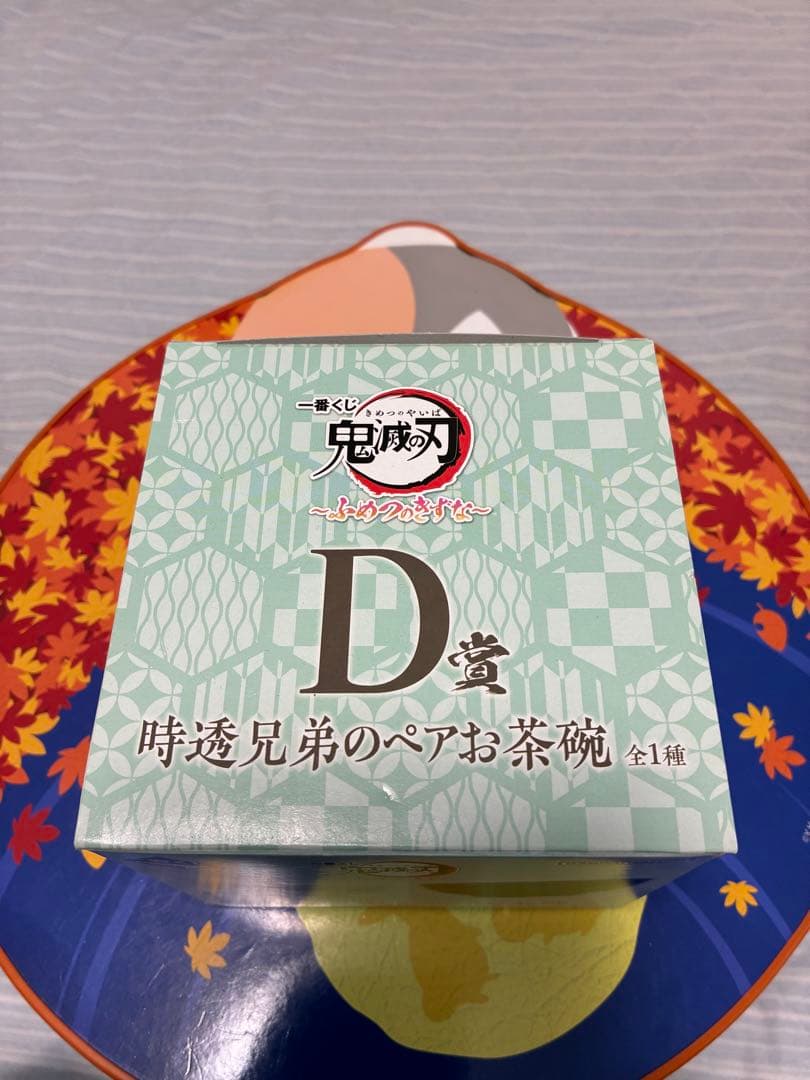 一番くじ
きめつのやいば
鬼滅の刃
~ふめつのきずな~
D賞
時透兄弟のペアお茶碗 全1種